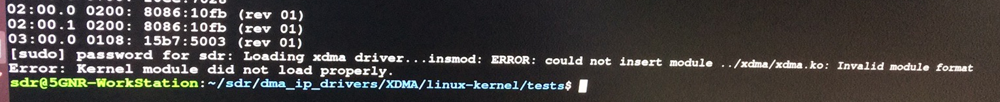 02:00.0 0200: 8086:10fb (rev 01)
02:00.1 0200: 8086:10fb (rev 01)
03:00.0 0108: 15b7:5003 (rev 01)
[sudo] password for sdr: Loading xdma driver...insmod: ERROR: could not insert module ../xdma/xdma.ko: Invalid module format
Error: Kernel module did not load properly.
sdr@5GNR-WorkStation:~/sdr/dma_ip_drivers/XDMA/linux-kernel/tests$